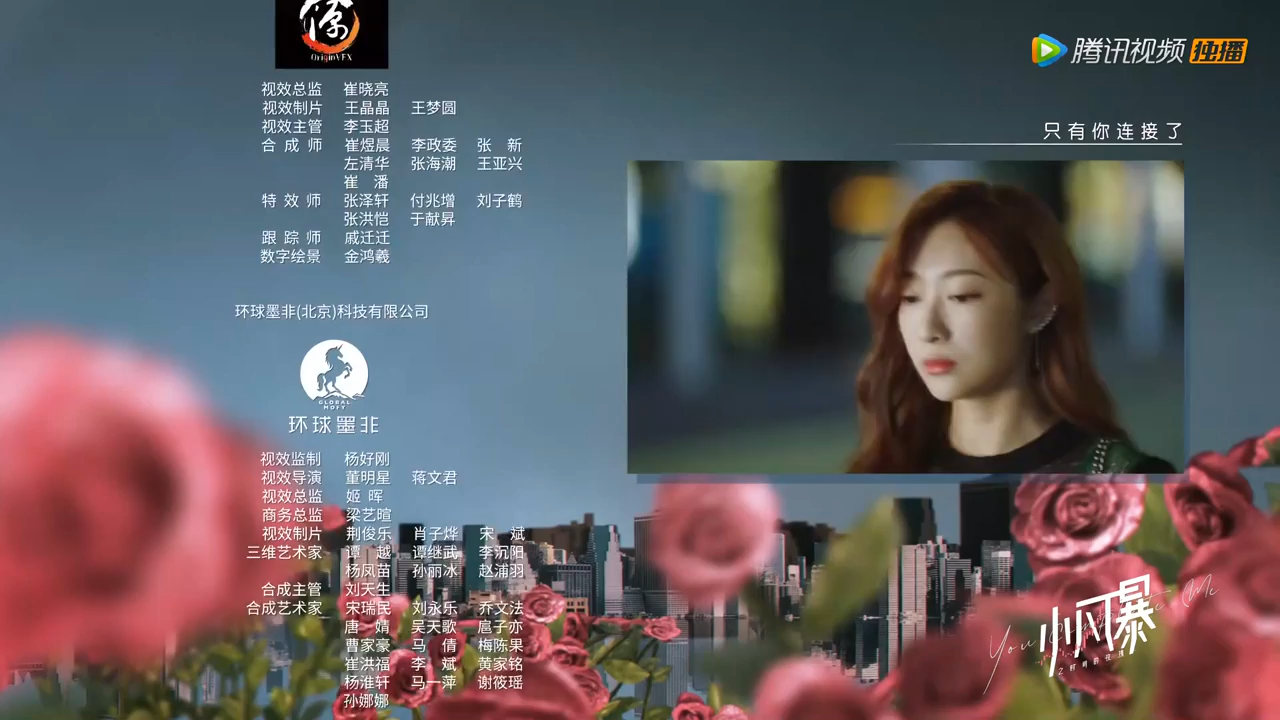 源
OriginVFX
视效总监 崔晓亮
视效制片 王晶晶 王梦圆
视效主管 李玉超
合成师 崔煜晨 李政委 张新
左清华 张海潮 王亚兴
崔潘
特效师 张泽轩 付兆增 刘子鹤
张洪恺 于献昇
跟踪师 戚迁迁
数字绘景 金鸿羲
环球墨非(北京)科技有限公司
GLOBAL
MOFY
环球墨非
视效监制 杨好刚
视效导演 董明星 蒋文君
视效总监 姬晖
商务总监 梁艺暄
视效制片 荆俊乐 肖子烨 宋斌
三维艺术家 谭越 谭继武 李沉阳
杨凤苗 孙丽冰 赵浦羽
合成主管 刘天生
合成艺术家 宋瑞民 刘永乐 乔文法
唐婧 吴天歌 扈子亦
曹家豪 马倩 梅陈果
崔洪福 李斌 黄家铭
杨淮轩 马一萍 谢筱瑶
孙娜娜
腾讯视频 独播
只有你连接了
小风暴